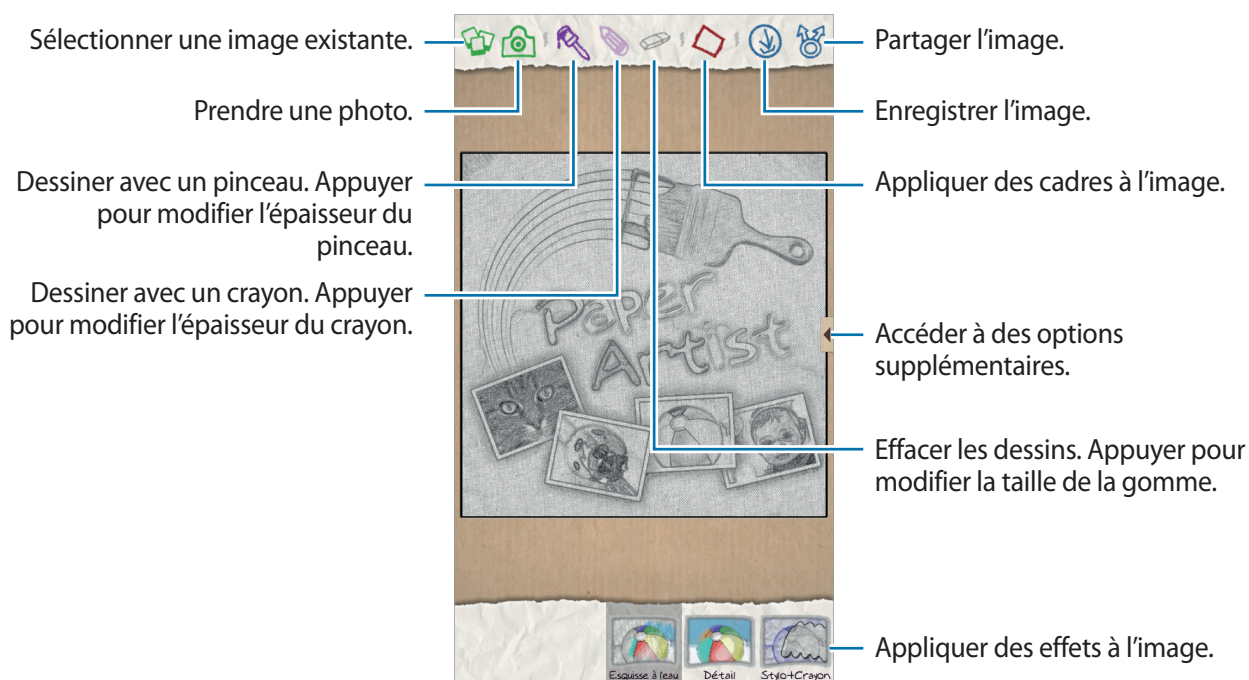 Sélectionner une image existante.
Prendre une photo.
Dessiner avec un pinceau. Appuyer
pour modifier l’épaisseur du
pinceau.
Dessiner avec un crayon. Appuyer
pour modifier l’épaisseur du crayon.
Paper
Artist
Partager l’image.
Enregistrer l’image.
Appliquer des cadres à l’image.
Accéder à des options
supplémentaires.
Effacer les dessins. Appuyer pour
modifier la taille de la gomme.
Appliquer des effets à l’image.
Esquisse à l'eau
Détail
Stylo+Crayon